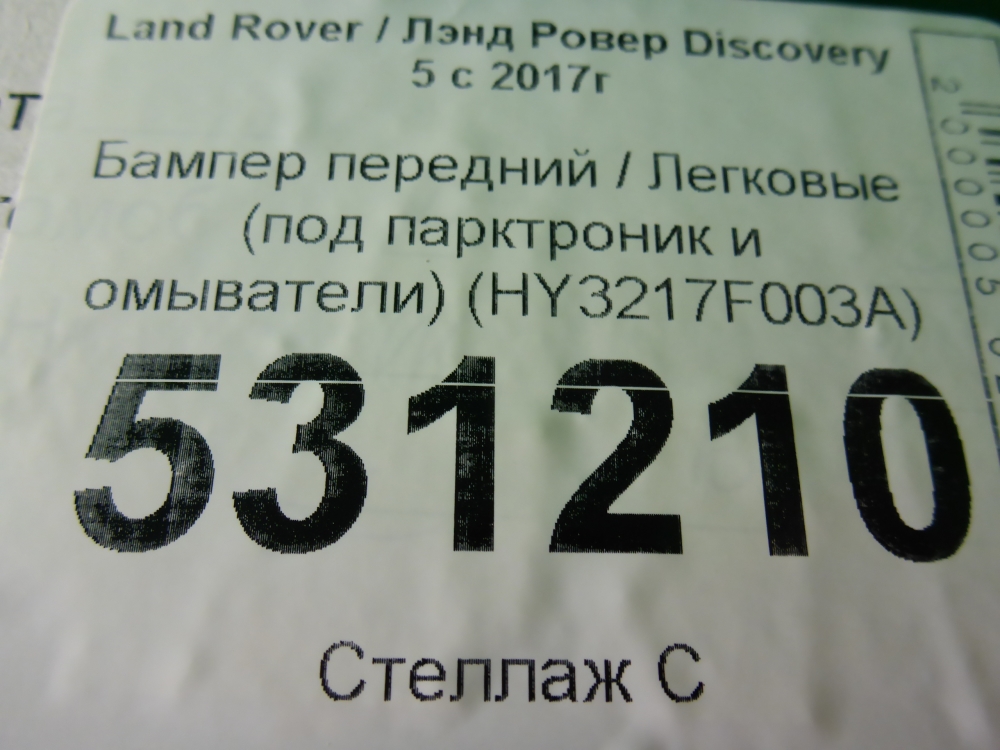 Land Rover / Лэнд Ровер Discovery
5 с 2017г
Бампер передний / Легковые
(под парктроник и
омыватели) (HY3217F003A)
531210
Стеллаж С